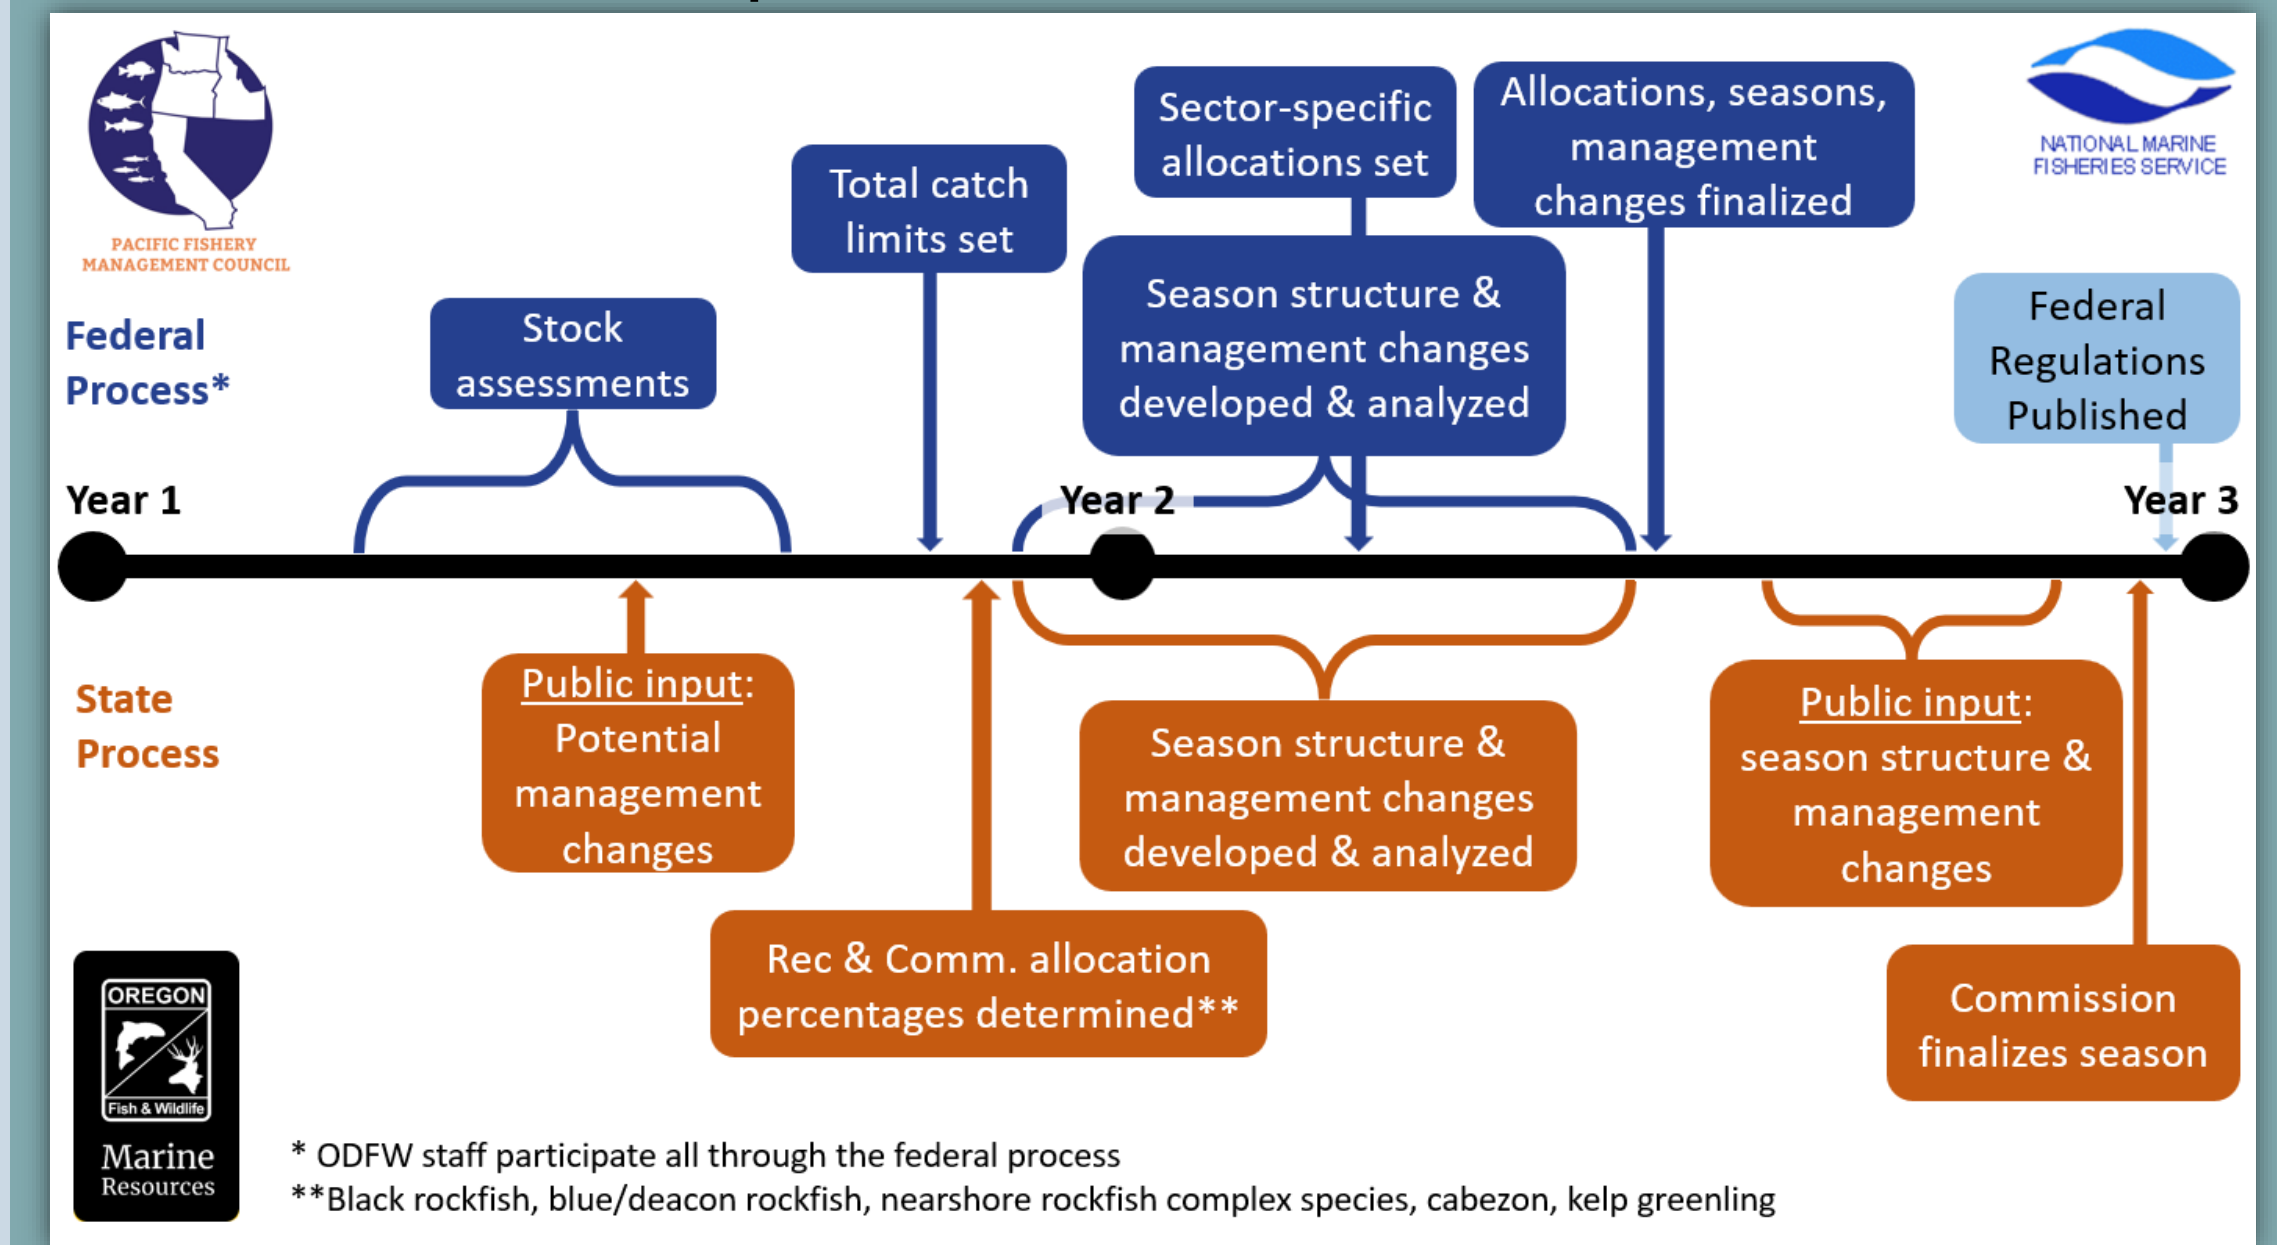 PACIFIC FISHERY
MANAGEMENT COUNCIL
NATIONAL MARINE
FISHERIES SERVICE
Federal
Process*
Stock
assessments
Total catch
limits set
Sector-specific
allocations set
Season structure &
management changes
developed & analyzed
Allocations, seasons,
management
changes finalized
Federal
Regulations
Published
Year 1
Year 2
Year 3
State
Process
Public input:
Potential
management
changes
Rec & Comm. allocation
percentages determined**
Season structure &
management changes
developed & analyzed
Public input:
season structure &
management
changes
Commission
finalizes season
OREGON
Fish & Wildlife
Marine
Resources
* ODFW staff participate all through the federal process
**Black rockfish, blue/deacon rockfish, nearshore rockfish complex species, cabezon, kelp greenling